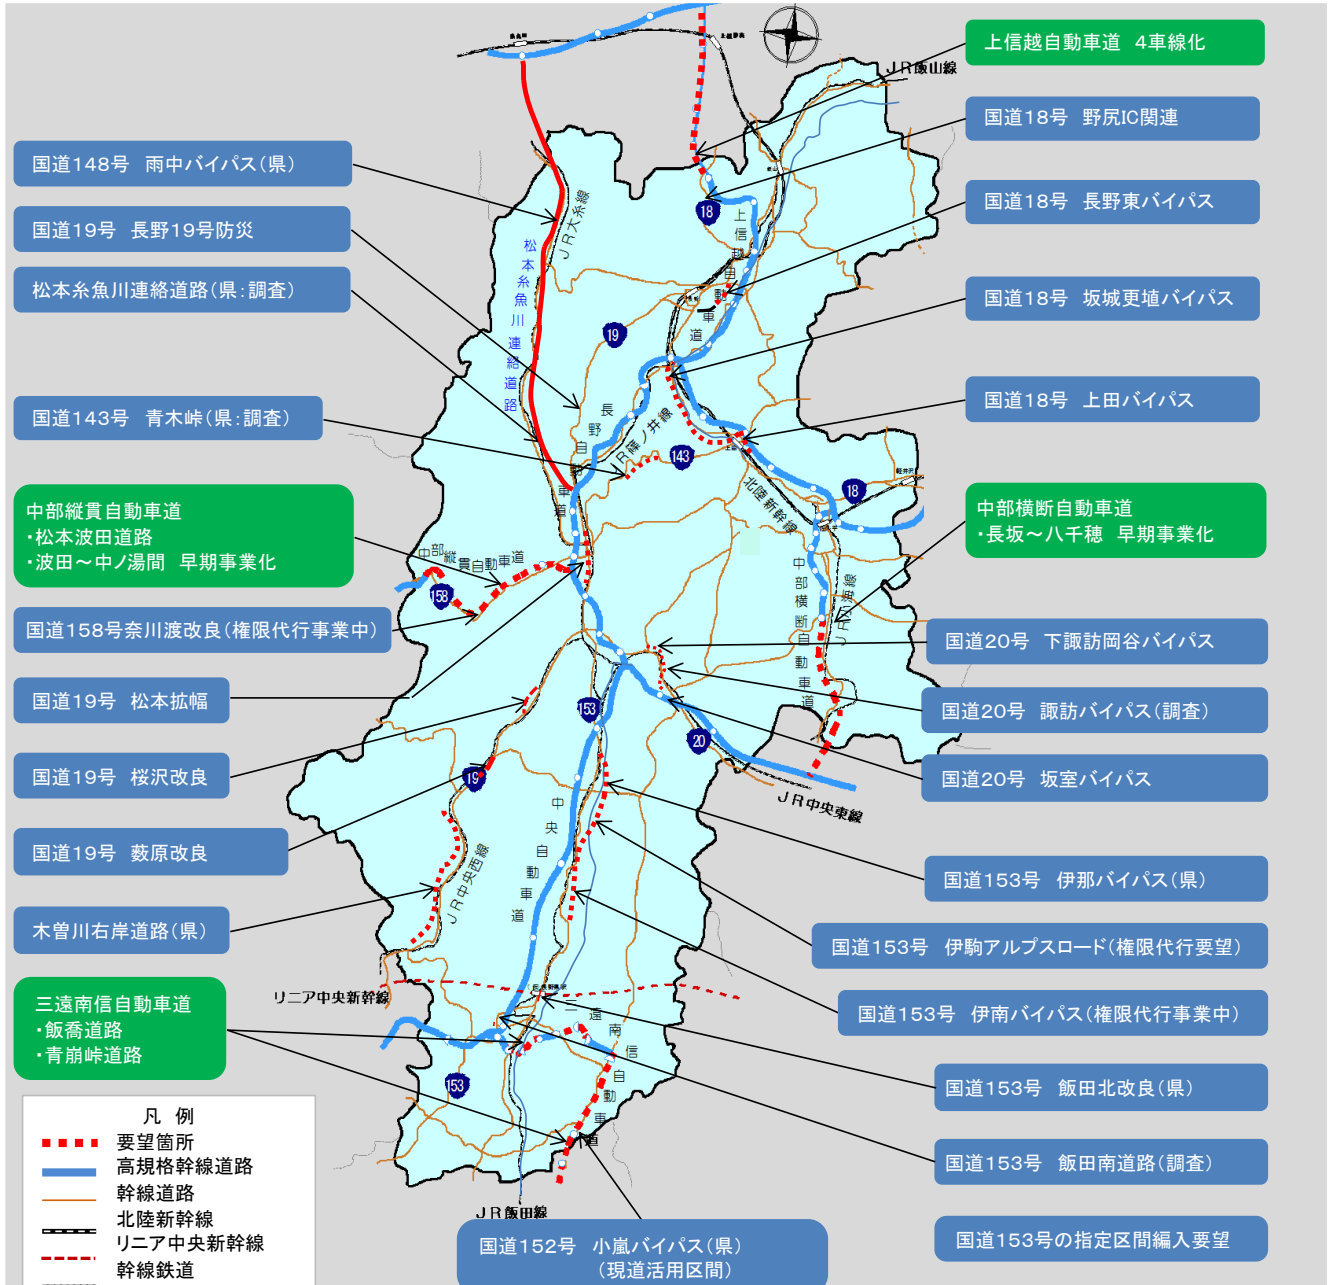 上信越自動車道 4車線化
JR飯山線
国道18号 野尻IC関連
国道148号 雨中バイパス(県)
国道18号 長野東バイパス
国道19号 長野19号防災
松本糸魚川連絡道路(県:調査)
国道18号 坂城更埴バイパス
国道143号 青木峠(県:調査)
国道18号 上田バイパス
中部縦貫自動車道
・松本波田道路
・波田～中ノ湯間 早期事業化
中部横断自動車道
・長坂～八千穂 早期事業化
国道158号奈川渡改良(権限代行事業中)
国道20号 下諏訪岡谷バイパス
国道19号 松本拡幅
国道20号 諏訪バイパス(調査)
国道19号 桜沢改良
国道20号 坂室バイパス
国道19号 薮原改良
国道153号 伊那バイパス(県)
木曽川右岸道路(県)
国道153号 伊駒アルプスロード(権限代行要望)
三遠南信自動車道
・飯喬道路
・青崩峠道路
国道153号 伊南バイパス(権限代行事業中)
国道153号 飯田北改良(県)
国道153号 飯田南道路(調査)
国道153号の指定区間編入要望
国道152号 小嵐バイパス(県)
(現道活用区間)
JR大糸線
松本糸魚川連絡道路
上信越自動車道
長野自動車道
JR篠ノ井線
北陸新幹線
軽井沢
中部縦貫自動車道
中部横断自動車道
JR小海線
JR中央東線
中央自動車道
JR中央西線
リニア中央新幹線
三遠南信自動車道
JR飯田線
18
19
143
18
158
153
20
19
153
凡 例
要望箇所
高規格幹線道路
幹線道路
北陸新幹線
リニア中央新幹線
幹線鉄道